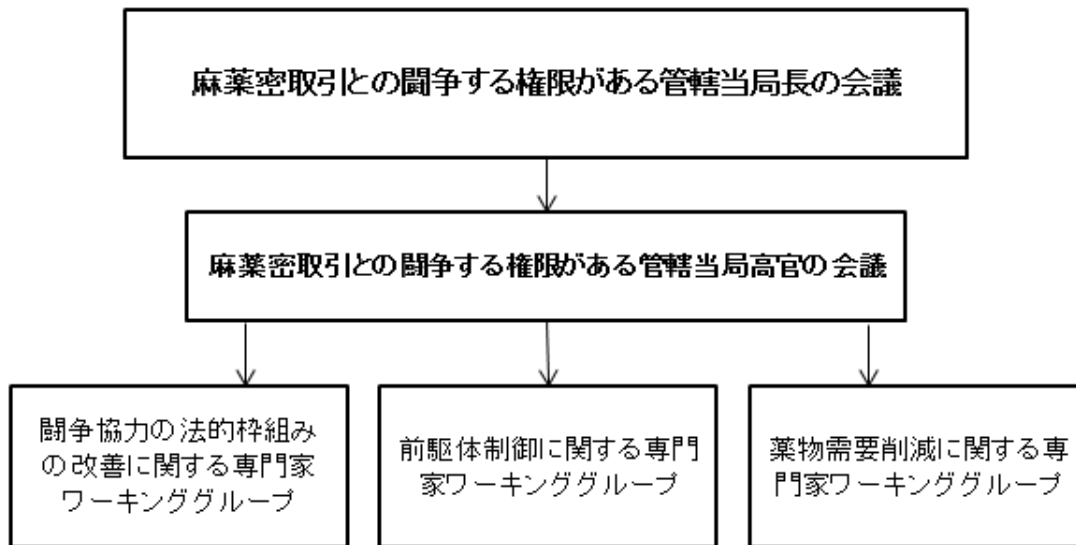 麻薬密取引との闘争する権限がある管轄当局長の会議
麻薬密取引との闘争する権限がある管轄当局高官の会議
闘争協力の法的枠組み
の改善に関する専門家
ワーキンググループ
前駆体制御に関する専門
家ワーキンググループ
薬物需要削減に関する専
門家ワーキンググループ